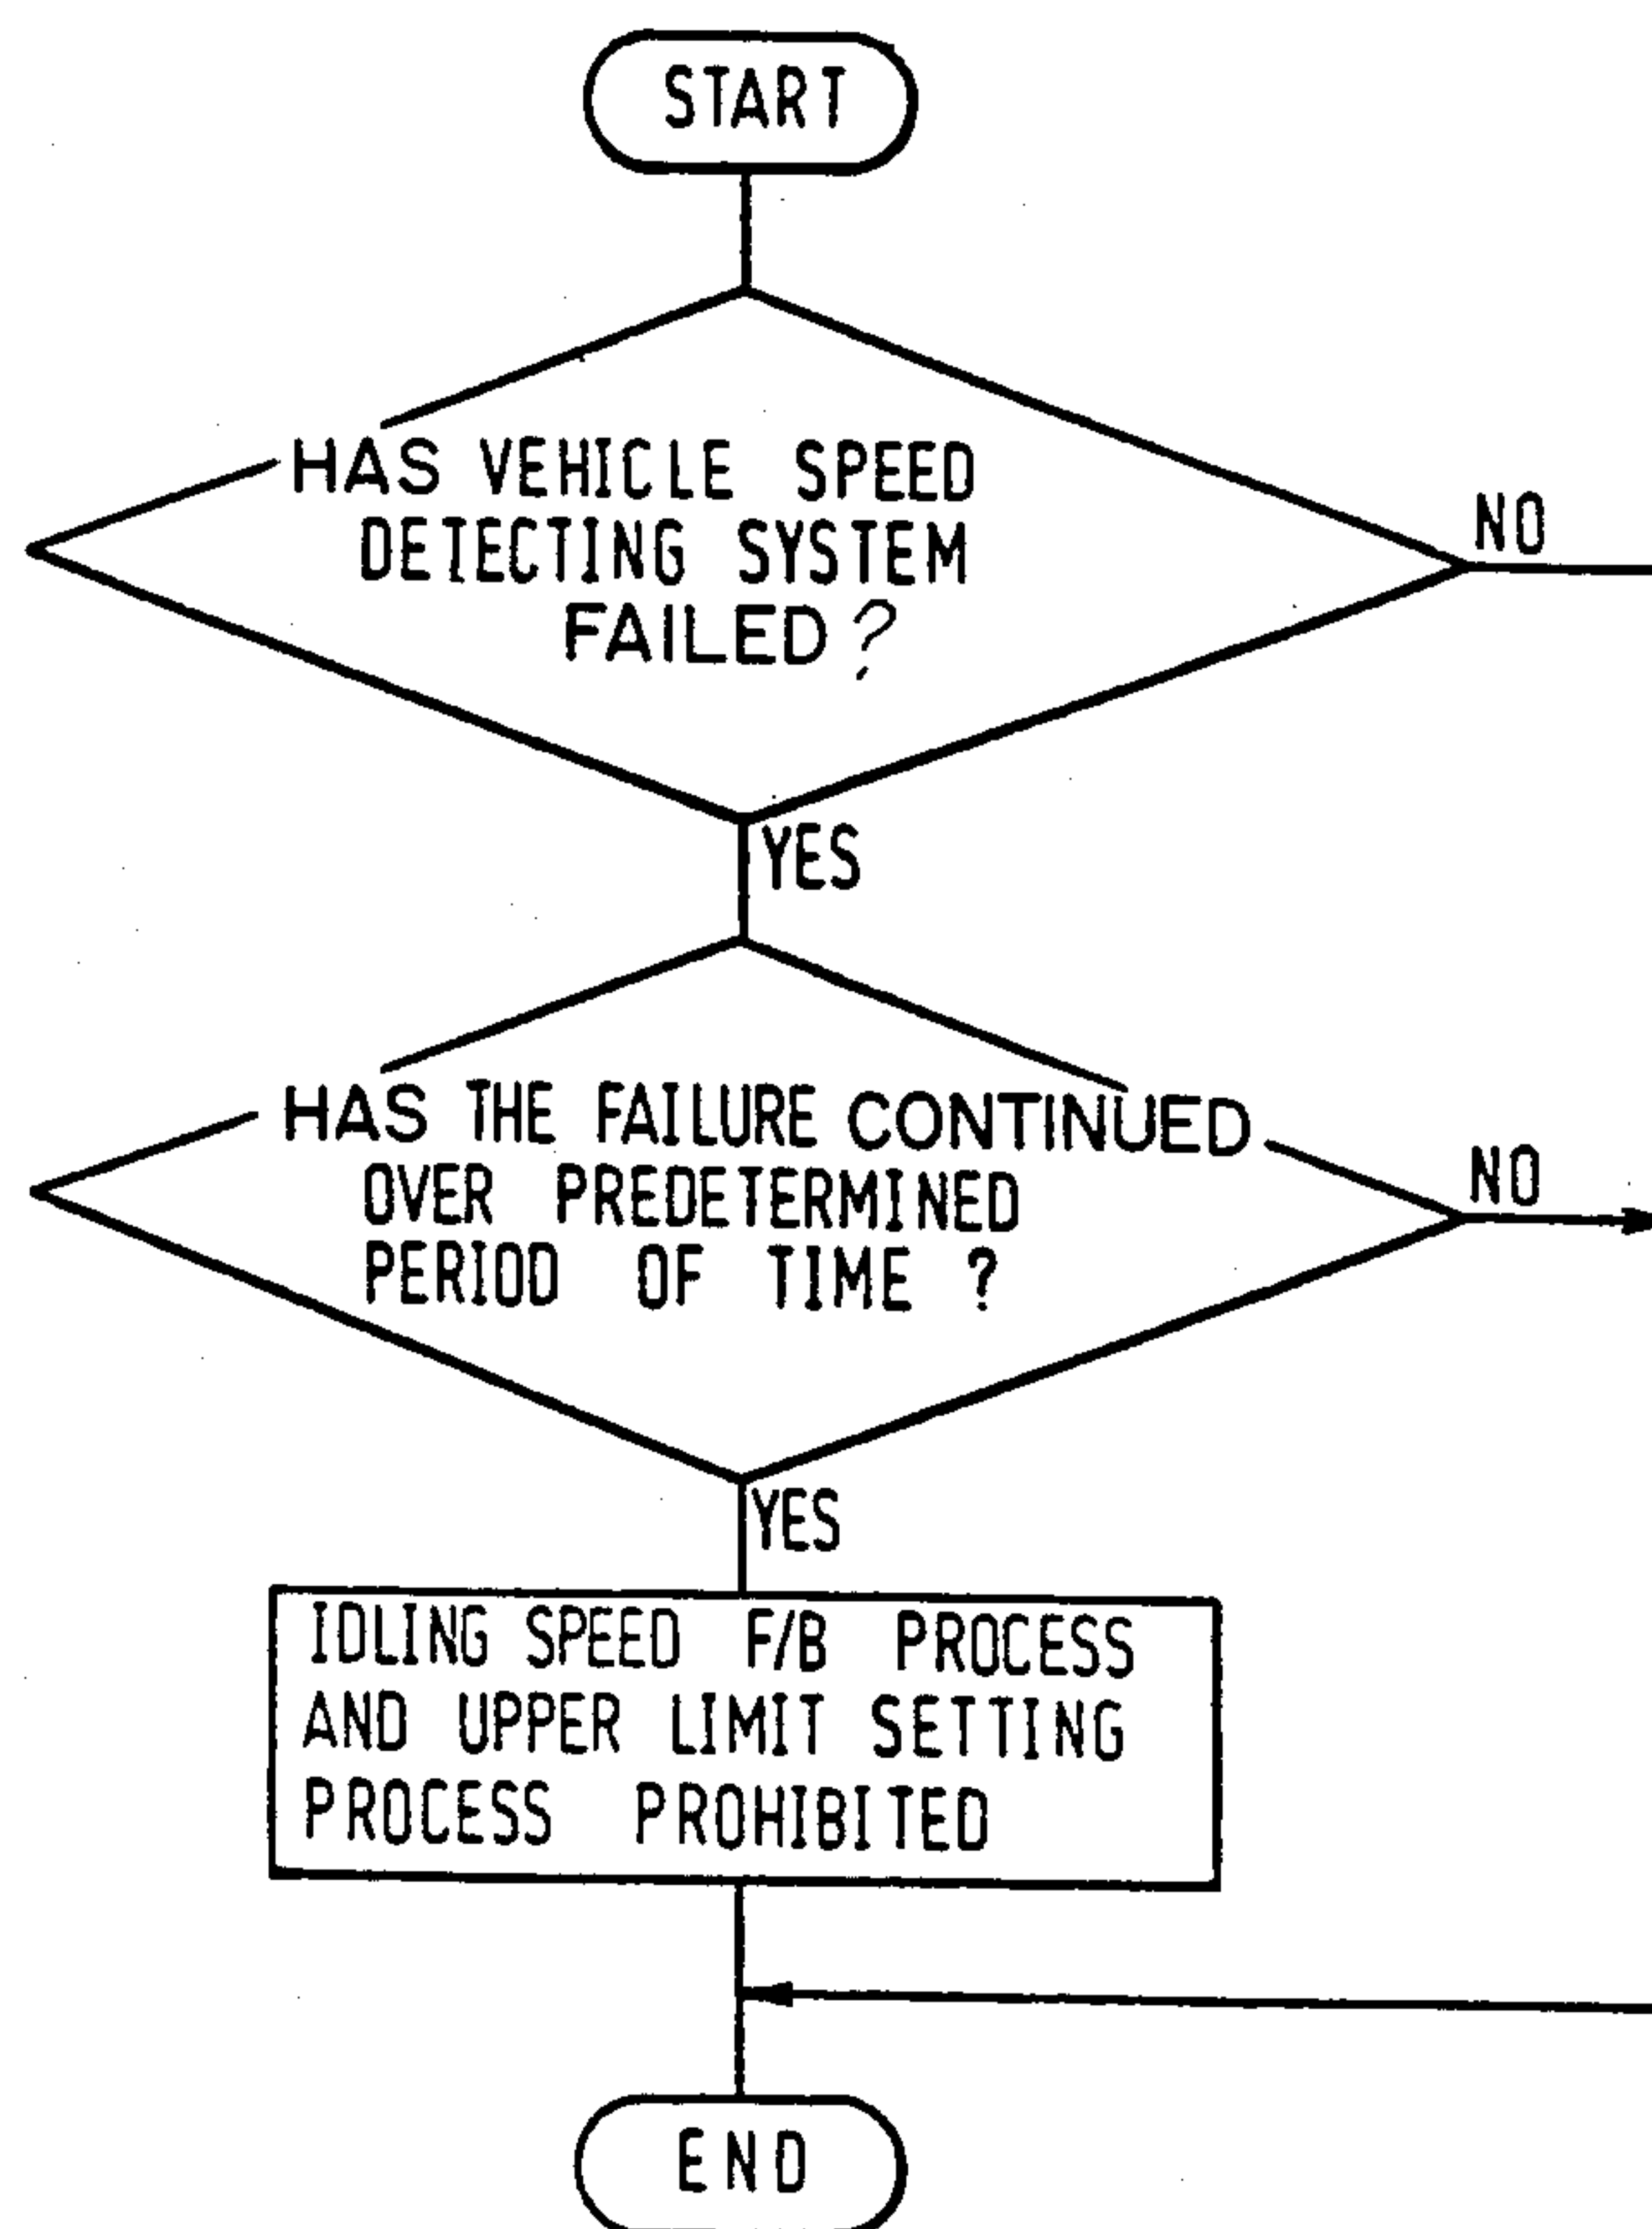 START
HAS VEHICLE SPEED
DETECTING SYSTEM
FAILED?
NO
YES
HAS THE FAILURE CONTINUED
OVER PREDETERMINED
PERIOD OF TIME ?
NO
YES
IDLING SPEED F/B PROCESS
AND UPPER LIMIT SETTING
PROCESS PROHIBITED
END